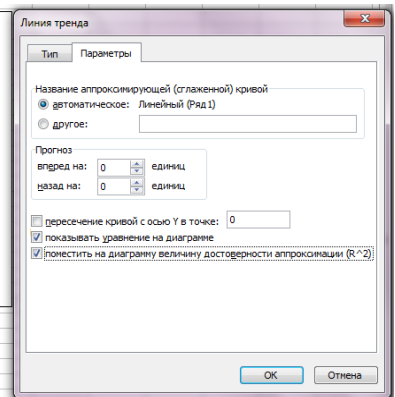 Линия тренда
Тип Параметры
Название аппроксимирующей (сглаженной) кривой
автоматическое: Линейный (Ряд1)
другое:
Прогноз
вперед на: 0 единиц
назад на: 0 единиц
пересечение кривой с осью Y в точке: 0
показывать уравнение на диаграмме
поместить на диаграмму величину достоверности аппроксимации (R^2)
ОК Отмена